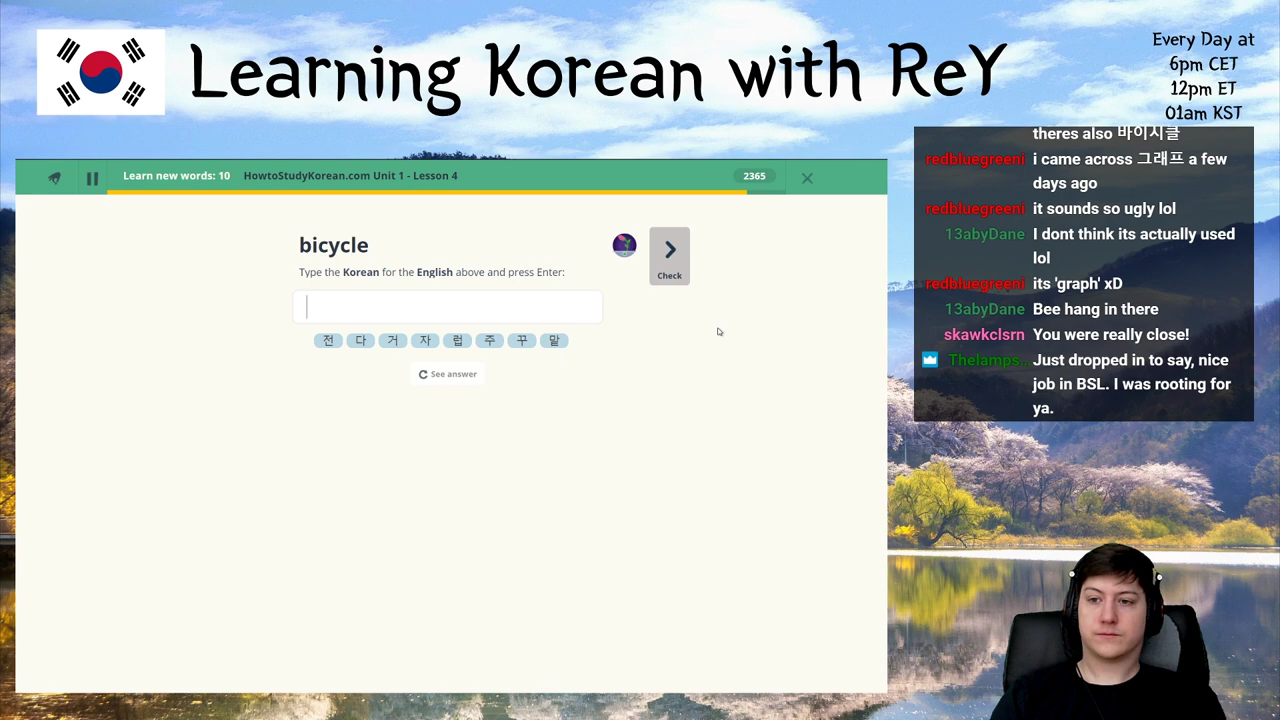 Learning Korean with ReY
Every Day at
6pm CET
12pm ET
01am KST
Learn new words: 10 HowtoStudyKorean.com Unit 1 - Lesson 4 2365
bicycle
Type the Korean for the English above and press Enter:
Check
전 다 거 자 럽 주 꾸 맡
See answer
theres also 바이시클
redbluegreeni i came across 그래프 a few
days ago
redbluegreeni it sounds so ugly lol
13abyDane I dont think its actually used
lol
redbluegreeni its 'graph' xD
13abyDane Bee hang in there
skawkclsrn You were really close!
Thelamps... Just dropped in to say, nice
job in BSL. I was rooting for
ya.